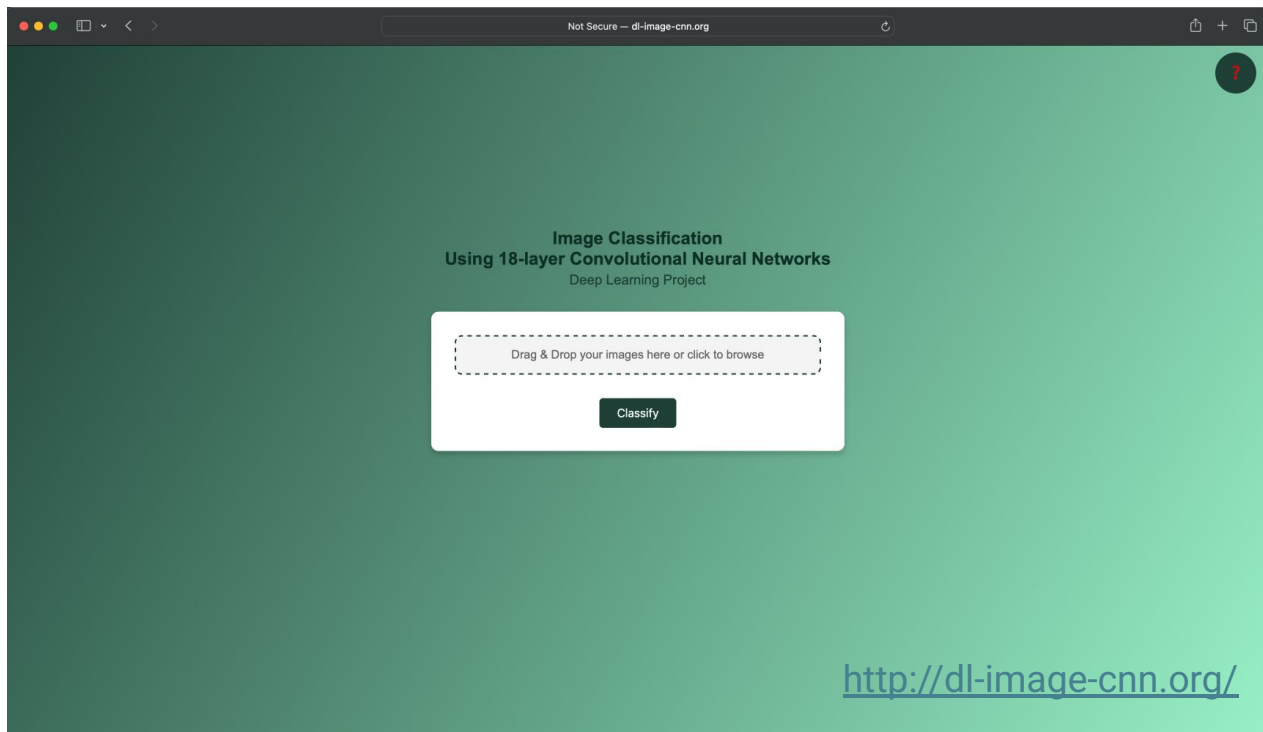 Not Secure — dl-image-cnn.org
?
Image Classification
Using 18-layer Convolutional Neural Networks
Deep Learning Project
Drag & Drop your images here or click to browse
Classify
http://dl-image-cnn.org/